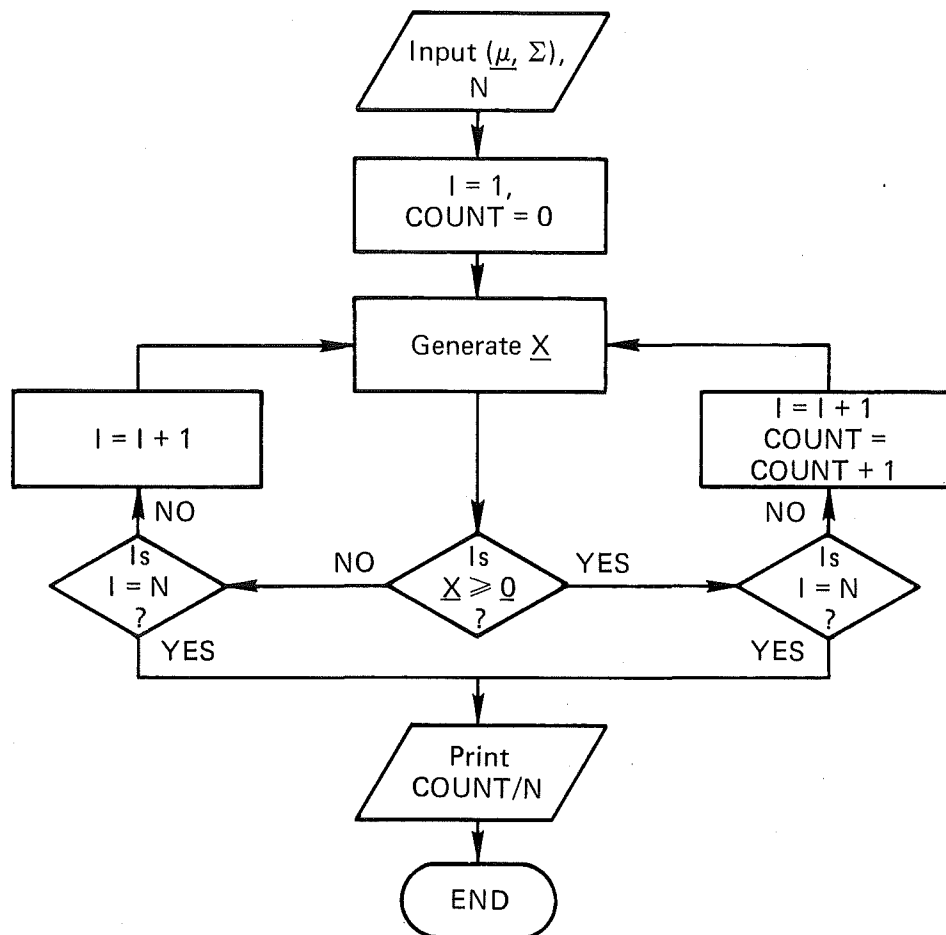 Input (μ, Σ),
N
I = 1,
COUNT = 0
Generate X
I = I + 1
I = I + 1
COUNT =
COUNT + 1
NO
NO
Is
I = N
?
NO
Is
X ⩾ 0
?
YES
Is
I = N
?
YES
YES
Print
COUNT/N
END